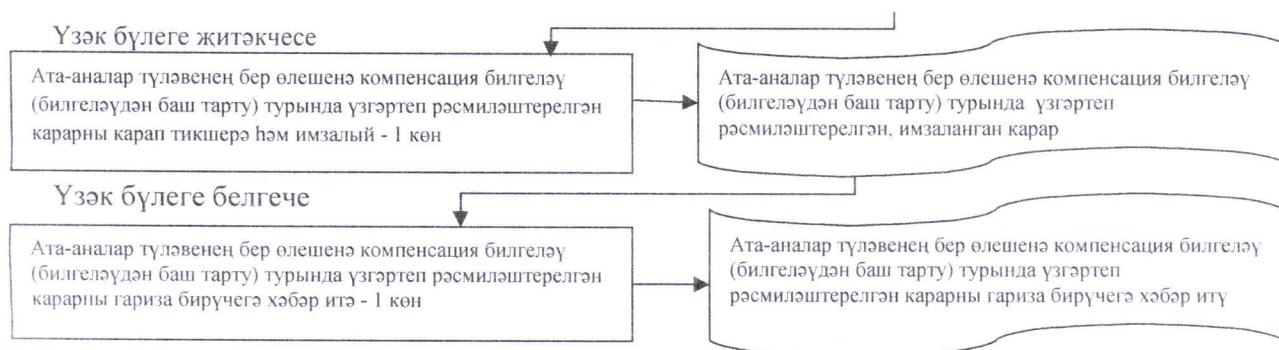 Үзәк бүлеге җитәкчесе
Ата-аналар түләвенең бер өлешенә компенсация билгеләү
(билгеләүдән баш тарту) турында үзгәртеп рәсмиләштерелгән
карарны карап тикшерә һәм имзалый - 1 көн
Ата-аналар түләвенең бер өлешенә компенсация билгеләү
(билгеләүдән баш тарту) турында үзгәртеп
рәсмиләштерелгән, имзаланган карар
Үзәк бүлеге белгече
Ата-аналар түләвенең бер өлешенә компенсация билгеләү
(билгеләүдән баш тарту) турында үзгәртеп рәсмиләштерелгән
карарны гариза бирүчегә хәбәр итә - 1 көн
Ата-аналар түләвенең бер өлешенә компенсация билгеләү
(билгеләүдән баш тарту) турында үзгәртеп
рәсмиләштерелгән карарны гариза бирүчегә хәбәр итү